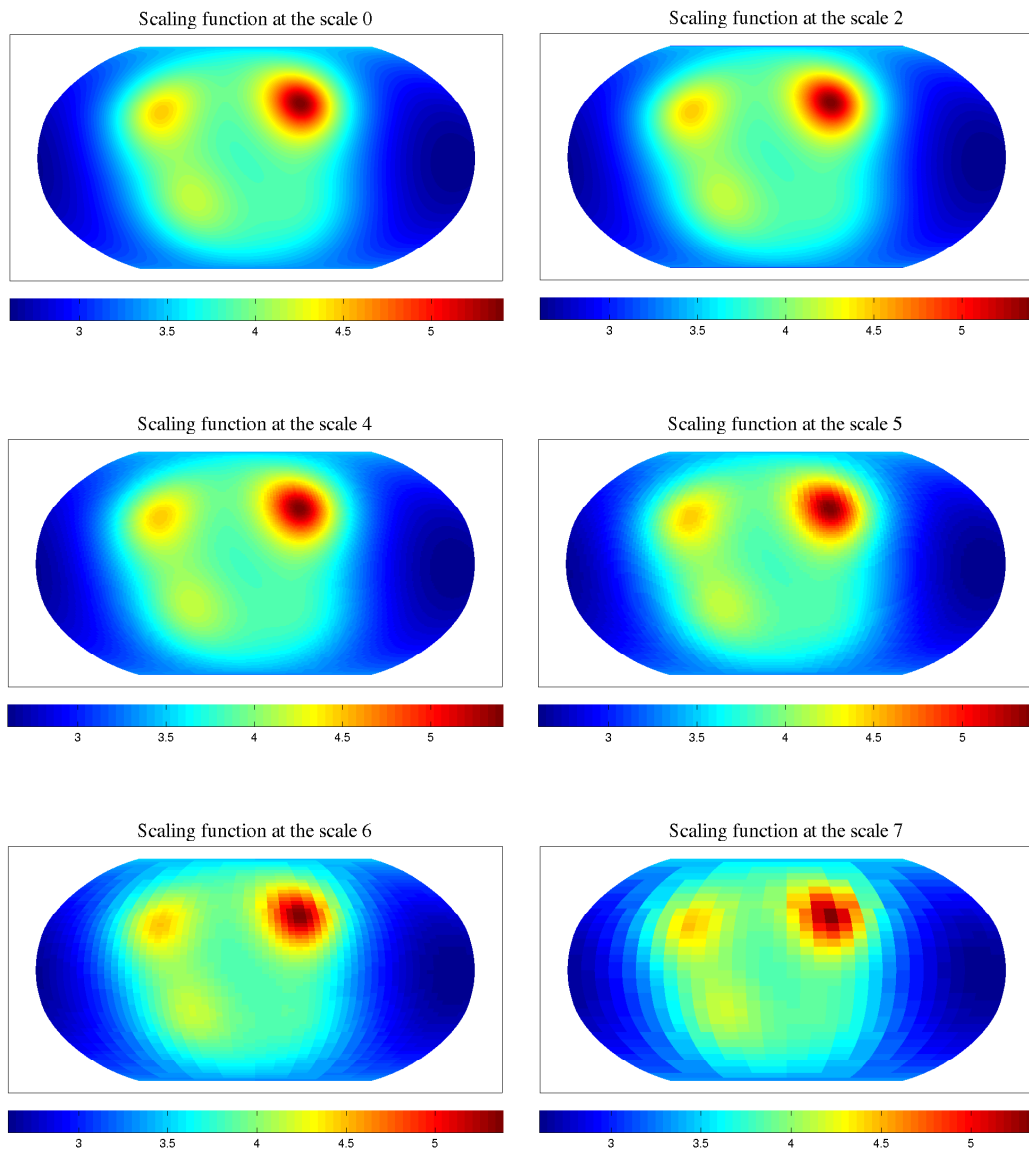 Scaling function at the scale 0
3 3.5 4 4.5 5
Scaling function at the scale 2
3 3.5 4 4.5 5
Scaling function at the scale 4
3 3.5 4 4.5 5
Scaling function at the scale 5
3 3.5 4 4.5 5
Scaling function at the scale 6
3 3.5 4 4.5 5
Scaling function at the scale 7
3 3.5 4 4.5 5